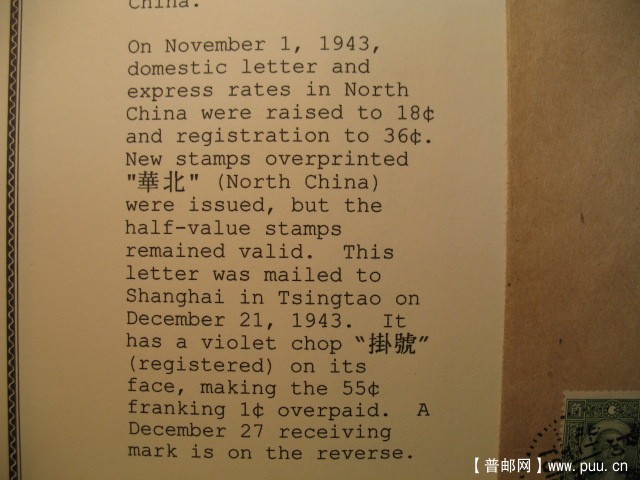 China.
On November 1, 1943,
domestic letter and
express rates in North
China were raised to 18¢
and registration to 36¢.
New stamps overprinted
"華北" (North China)
were issued, but the
half-value stamps
remained valid.  This
letter was mailed to
Shanghai in Tsingtao on
December 21, 1943.  It
has a violet chop “掛號”
(registered) on its
face, making the 55¢
franking 1¢ overpaid.  A
December 27 receiving
mark is on the reverse.
【普邮网】www.puu.cn